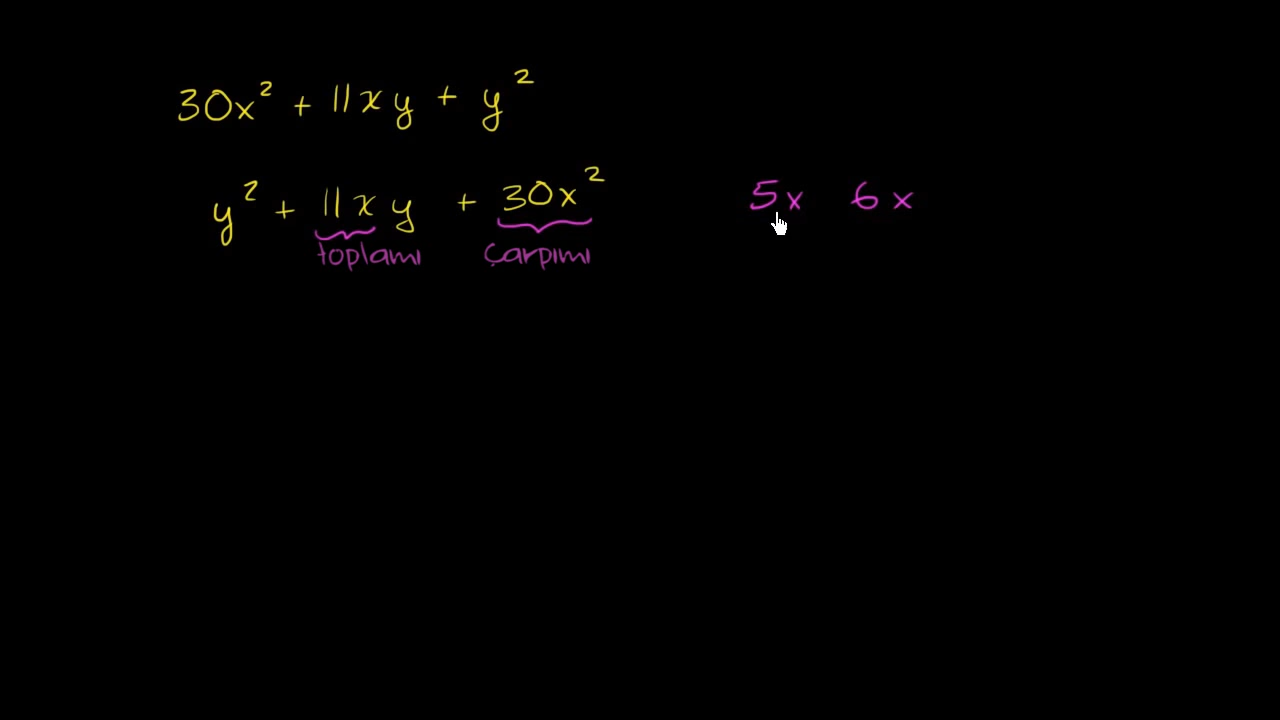 30x² + 11xy + y²
y² + 11xy + 30x² 5x 6x
toplamı çarpımı